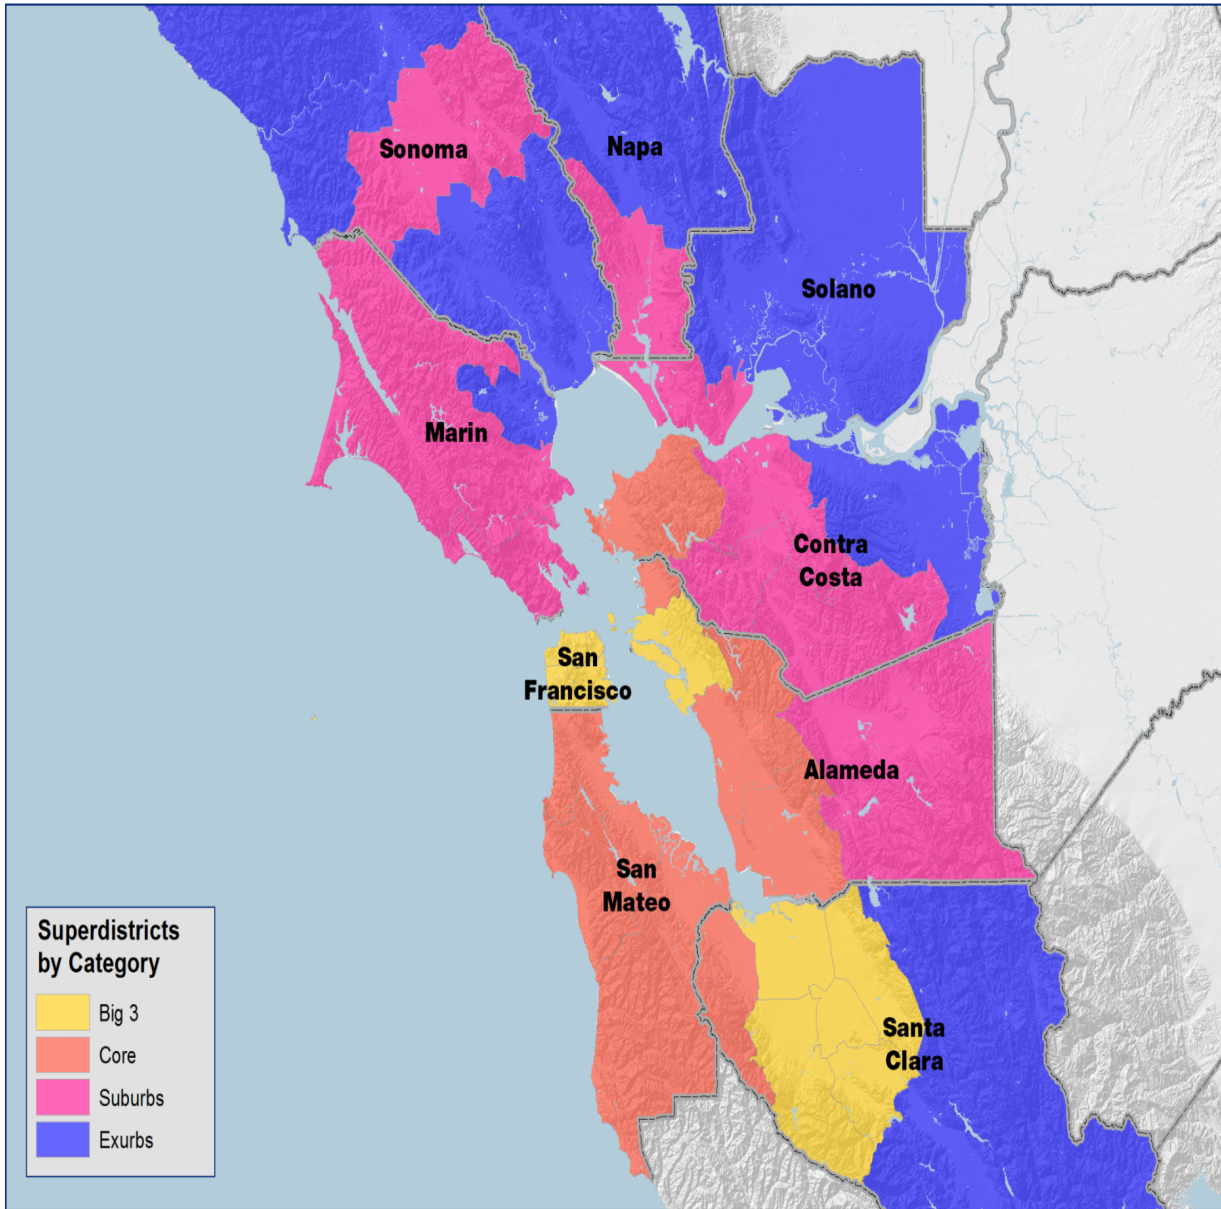 Sonoma
Napa
Solano
Marin
Contra
Costa
San
Francisco
Alameda
San
Mateo
Santa
Clara
Superdistricts
by Category
Big 3
Core
Suburbs
Exurbs